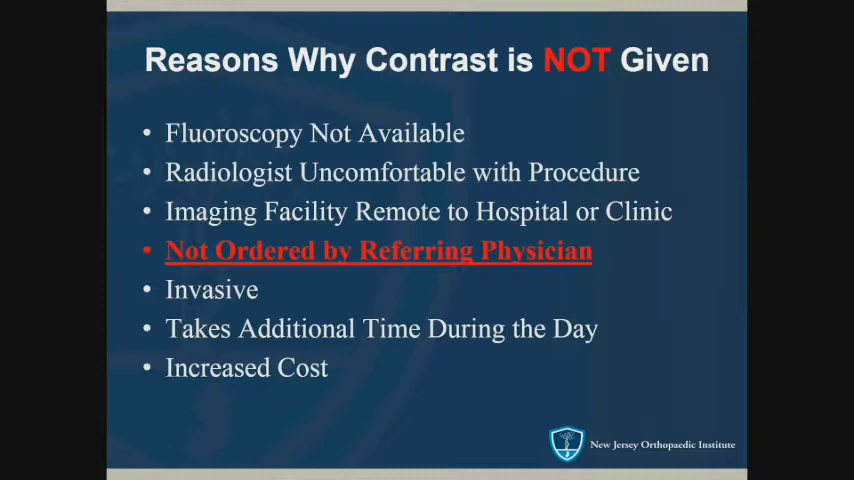 Reasons Why Contrast is NOT Given
• Fluoroscopy Not Available
• Radiologist Uncomfortable with Procedure
• Imaging Facility Remote to Hospital or Clinic
• Not Ordered by Referring Physician
• Invasive
• Takes Additional Time During the Day
• Increased Cost
New Jersey Orthopaedic Institute